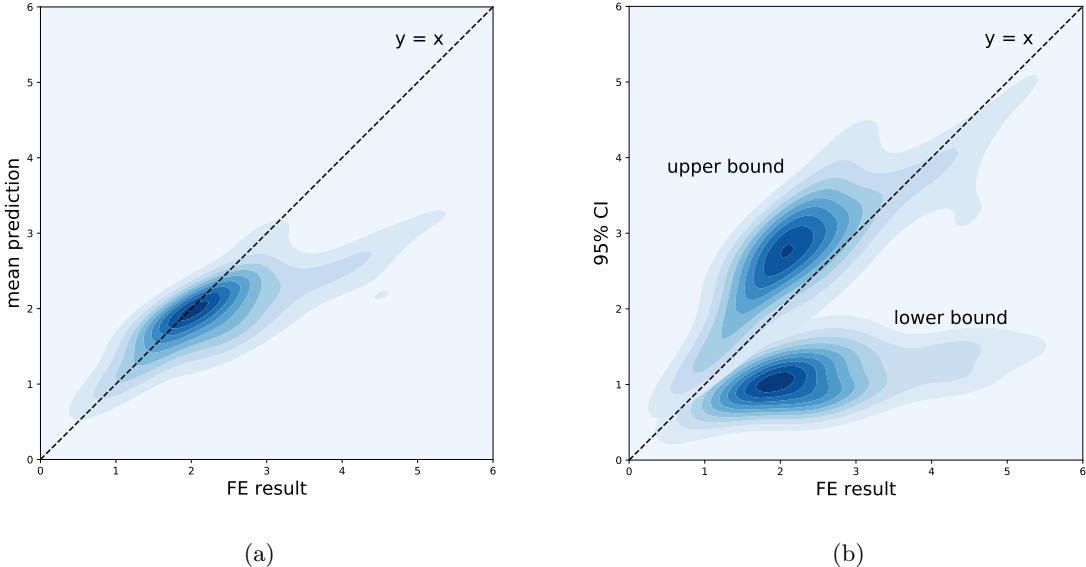 6
5
4
3
2
1
0
0 1 2 3 4 5 6
mean prediction
FE result
y = x
(a)
6
5
4
3
2
1
0
0 1 2 3 4 5 6
95% CI
FE result
y = x
upper bound
lower bound
(b)